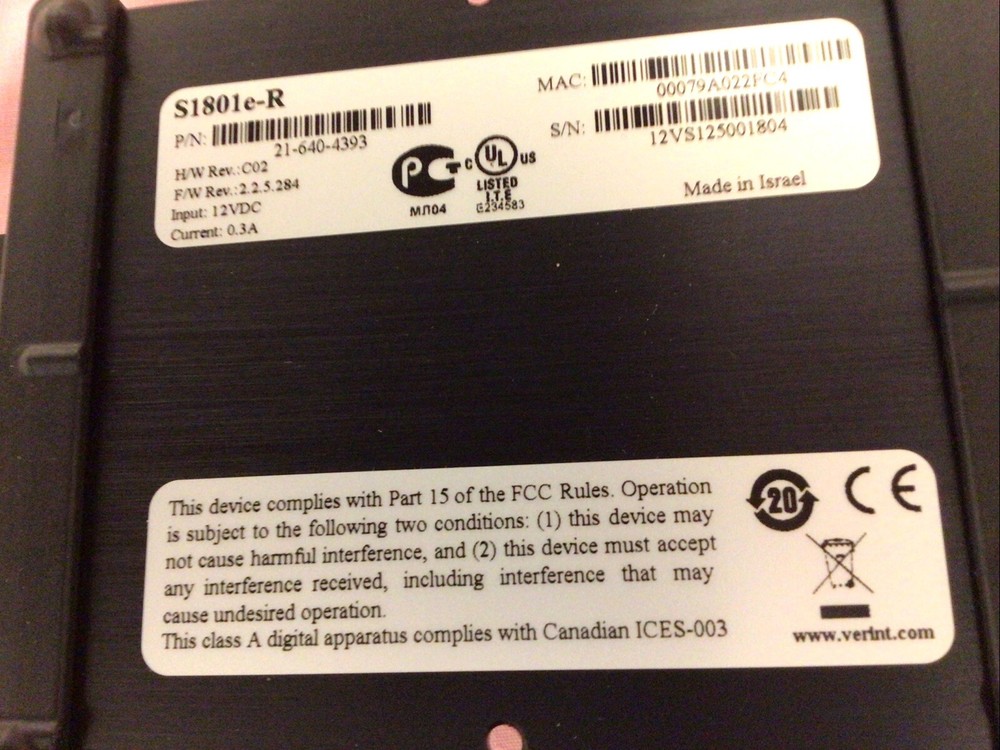 S1801e-R
P/N:
21-640-4393
H/W Rev.:C02
F/W Rev.:2.2.5.284
Input: 12VDC
Current: 0.3A
PCT
МЛ04
C UL US
LISTED
I.T.E
E234583
MAC:
00079A022FC4
S/N:
12VS125001804
Made in Israel
This device complies with Part 15 of the FCC Rules. Operation
is subject to the following two conditions: (1) this device may
not cause harmful interference, and (2) this device must accept
any interference received, including interference that may
cause undesired operation.
This class A digital apparatus complies with Canadian ICES-003
20
CE
www.verint.com